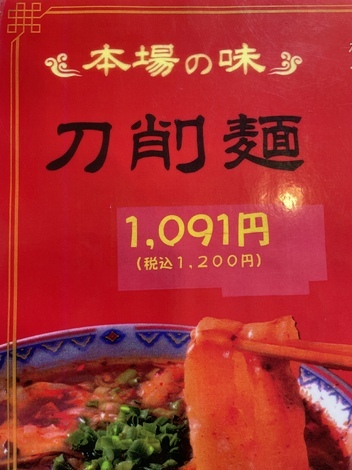 本場の味
刀削麺
1,091円
(税込1,200円)